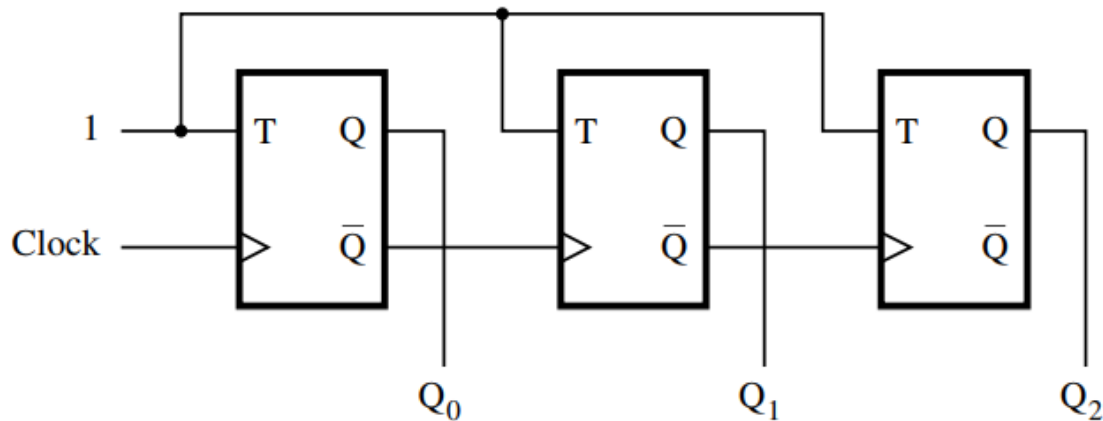 1 T Q T Q T Q
Clock Q̅ Q̅ Q̅
Q₀ Q₁ Q₂